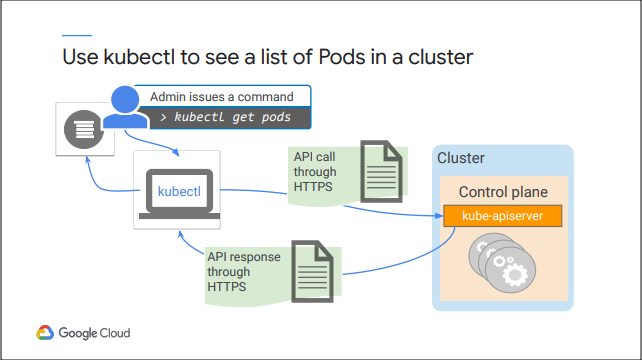 Use kubectl to see a list of Pods in a cluster
Admin issues a command
> kubectl get pods
kubectl
API call
through
HTTPS
Cluster
Control plane
kube-apiserver
API response
through
HTTPS
Google Cloud